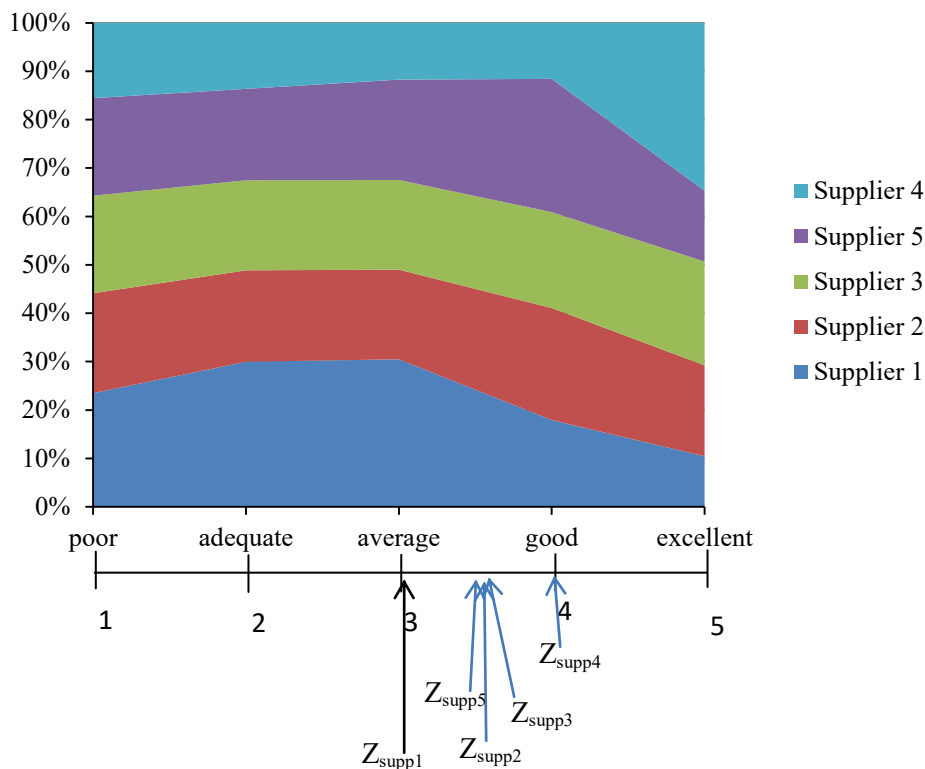 100%
90%
80%
70%
60%
50%
40%
30%
20%
10%
0%
poor adequate average good excellent
1 2 3 4 5
Supplier 4
Supplier 5
Supplier 3
Supplier 2
Supplier 1
Zsupp4
Zsupp5
Zsupp3
Zsupp1 Zsupp2